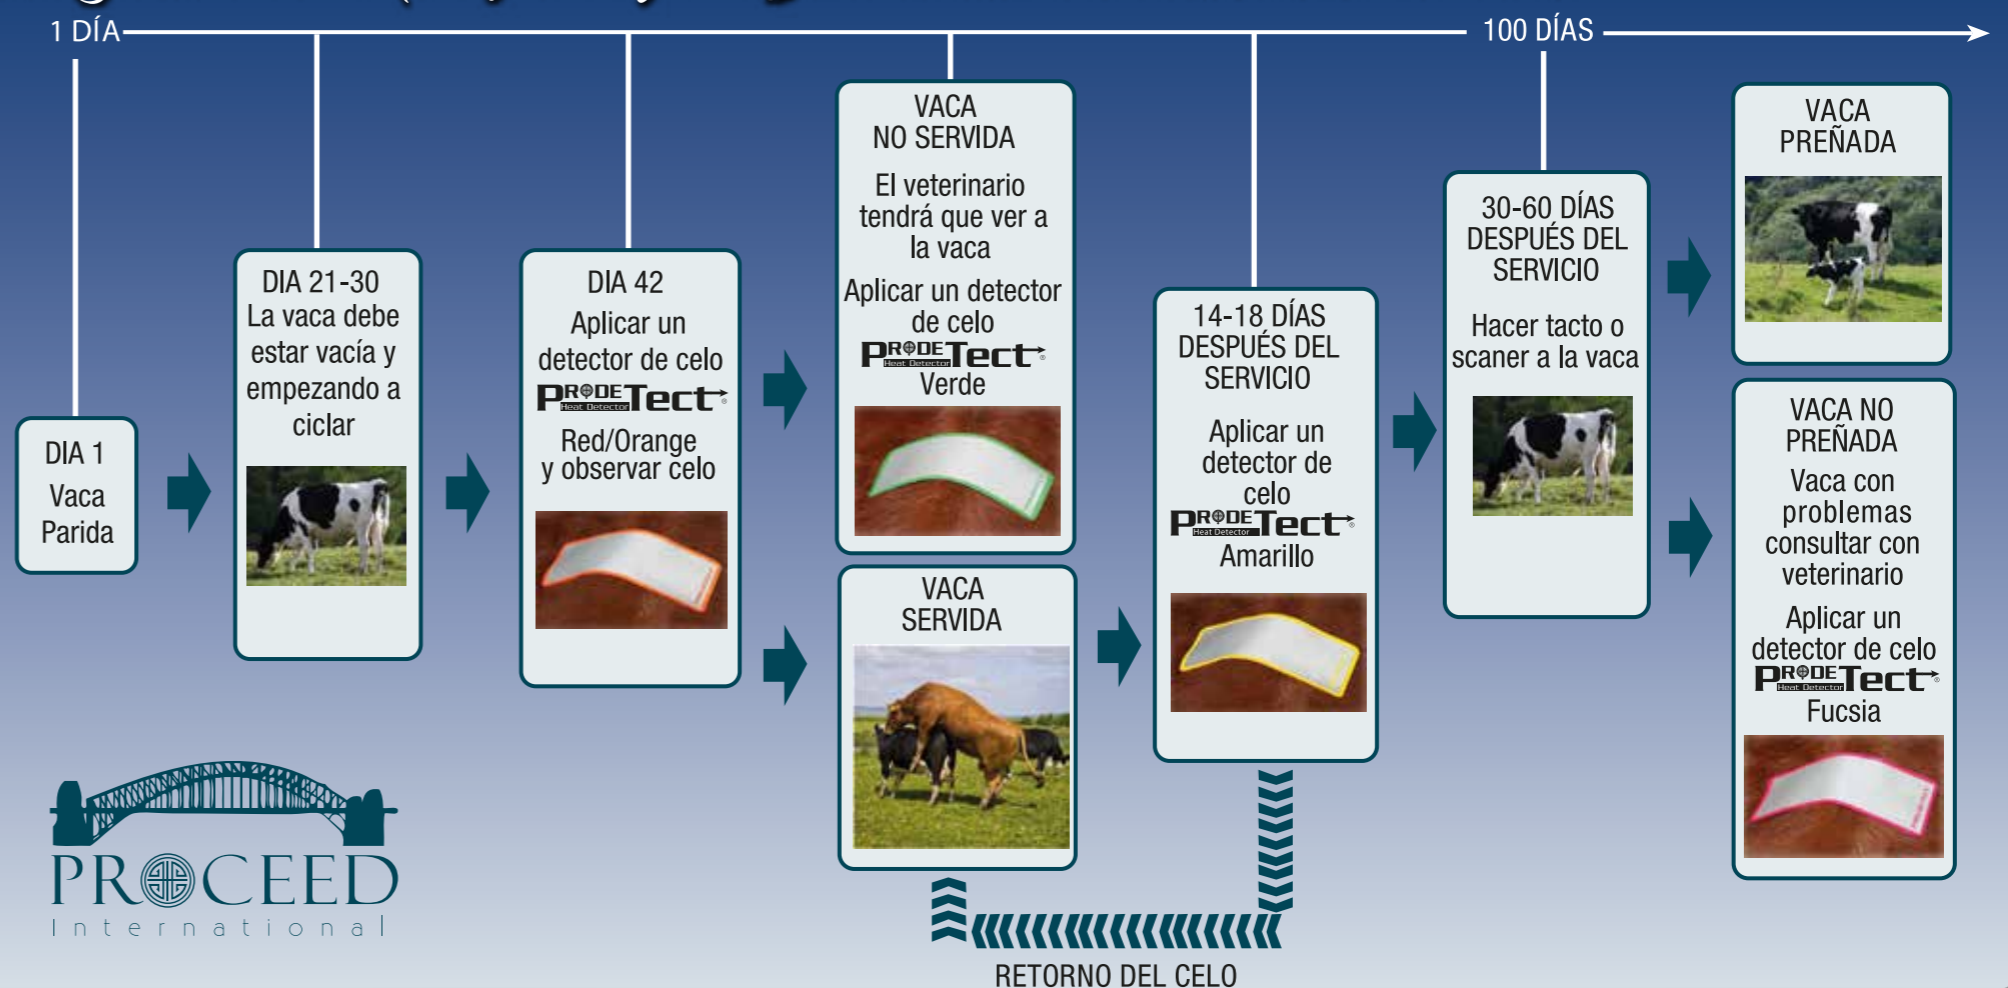 1 DÍA
100 DÍAS
DIA 1
Vaca
Parida
DIA 21-30
La vaca debe
estar vacía y
empezando a
ciclar
DIA 42
Aplicar un
detector de celo
PRODETect®
Heat Detector
Red/Orange
y observar celo
VACA
NO SERVIDA
El veterinario
tendrá que ver a
la vaca
Aplicar un detector
de celo
PRODETect®
Heat Detector
Verde
VACA
SERVIDA
14-18 DÍAS
DESPUÉS DEL
SERVICIO
Aplicar un
detector de
celo
PRODETect®
Heat Detector
Amarillo
30-60 DÍAS
DESPUÉS DEL
SERVICIO
Hacer tacto o
scaner a la vaca
VACA
PREÑADA
VACA NO
PREÑADA
Vaca con
problemas
consultar con
veterinario
Aplicar un
detector de celo
PRODETect®
Heat Detector
Fucsia
RETORNO DEL CELO
PROCEED
International